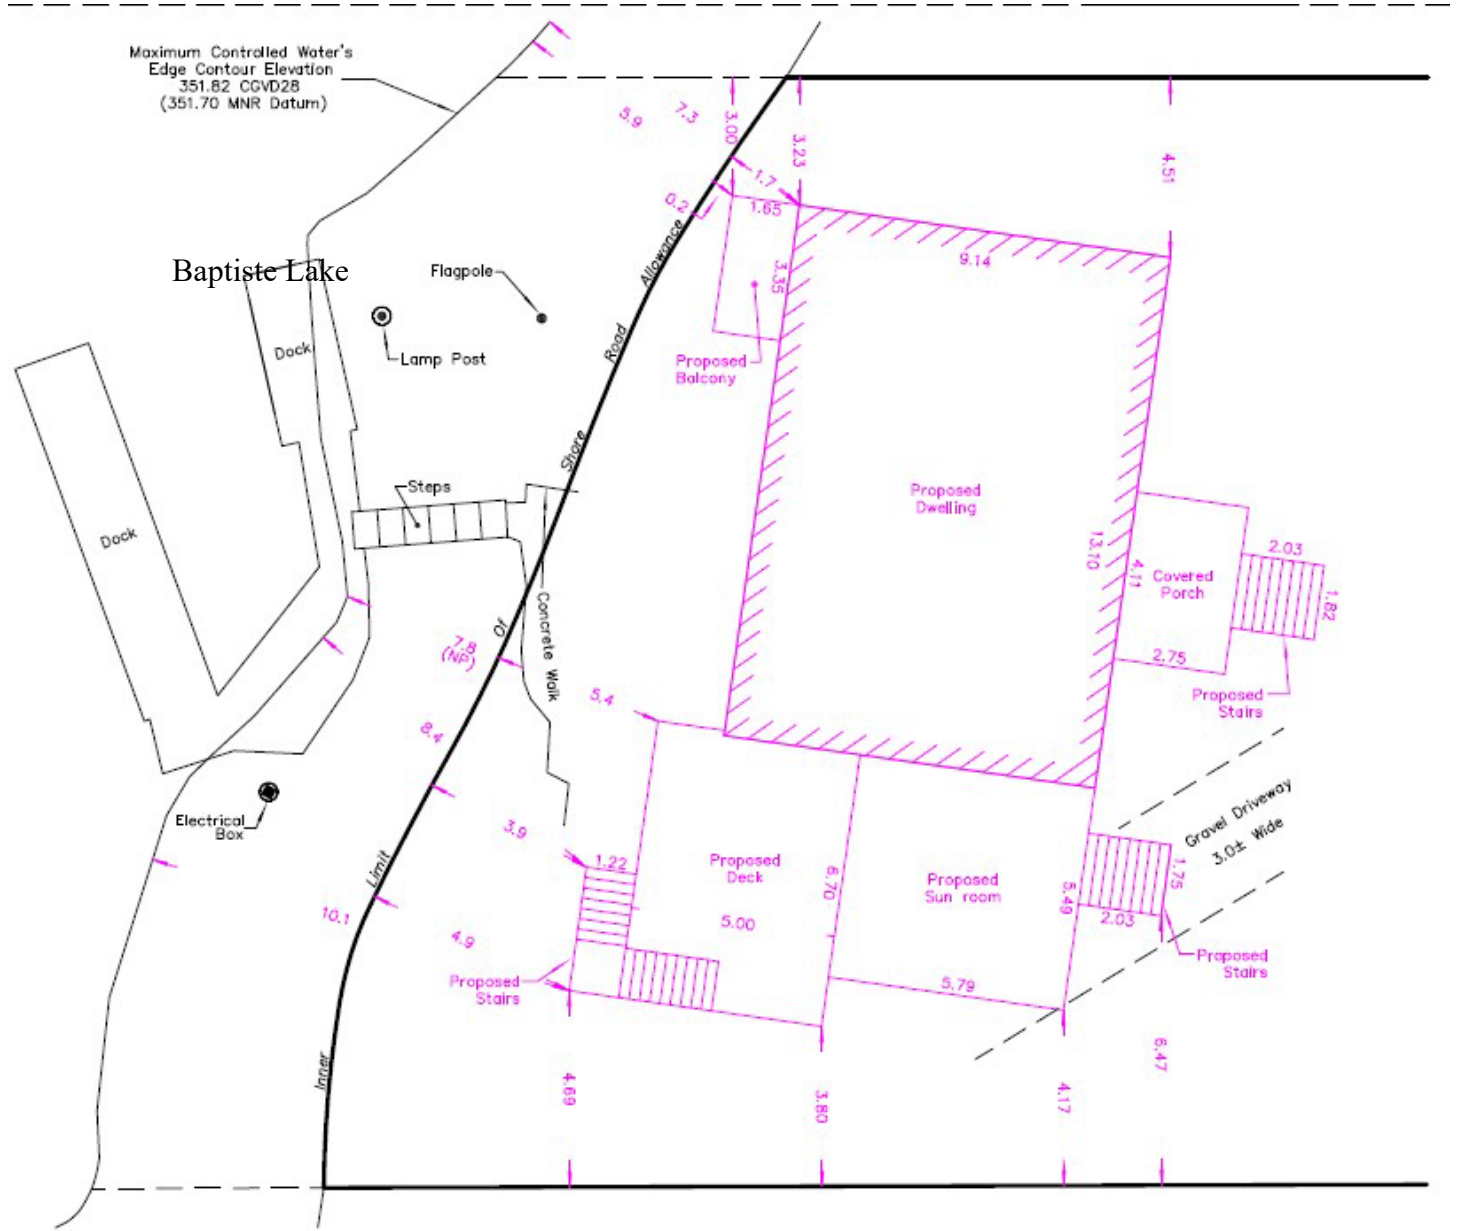 Maximum Controlled Water's
Edge Contour Elevation
351.82 CGVD28
(351.70 MNR Datum)
5.9
7.3
3.00
3.23
4.51
1.7
0.2
1.65
9.14
3.35
Baptiste Lake
Flagpole
Lamp Post
Dock
Dock
Proposed
Balcony
Steps
Proposed
Dwelling
13.10
4.11
Covered
Porch
2.03
1.82
2.75
Proposed
Stairs
Concrete Walk
7.8
(NP)
5.4
8.4
3.9
Electrical
Box
Inner Limit Of Shore Road Allowance
10.1
4.9
1.22
Proposed
Deck
5.00
6.70
Proposed
Sun room
5.49
1.75
2.03
Gravel Driveway
3.0± Wide
Proposed
Stairs
Proposed
Stairs
5.79
4.69
3.80
4.17
6.47